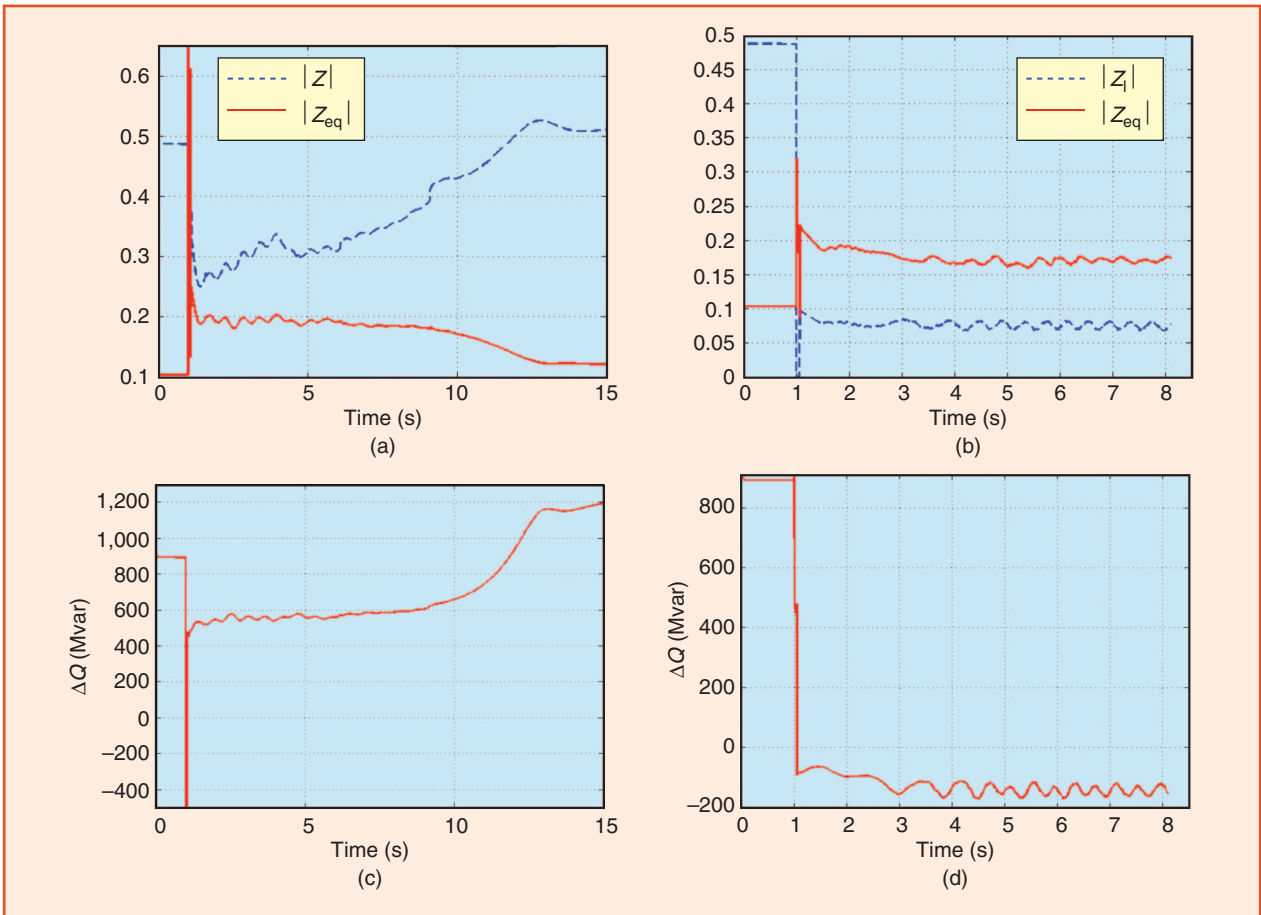 0.6
0.5
0.4
0.3
0.2
0.1
|Z|
|Zeq|
0 5 10 15
Time (s)
(a)
0.5
0.45
0.4
0.35
0.3
0.25
0.2
0.15
0.1
0.05
0
|Zl|
|Zeq|
0 1 2 3 4 5 6 7 8
Time (s)
(b)
ΔQ (Mvar)
1,200
1,000
800
600
400
200
0
−200
−400
0 5 10 15
Time (s)
(c)
ΔQ (Mvar)
800
600
400
200
0
−200
0 1 2 3 4 5 6 7 8
Time (s)
(d)